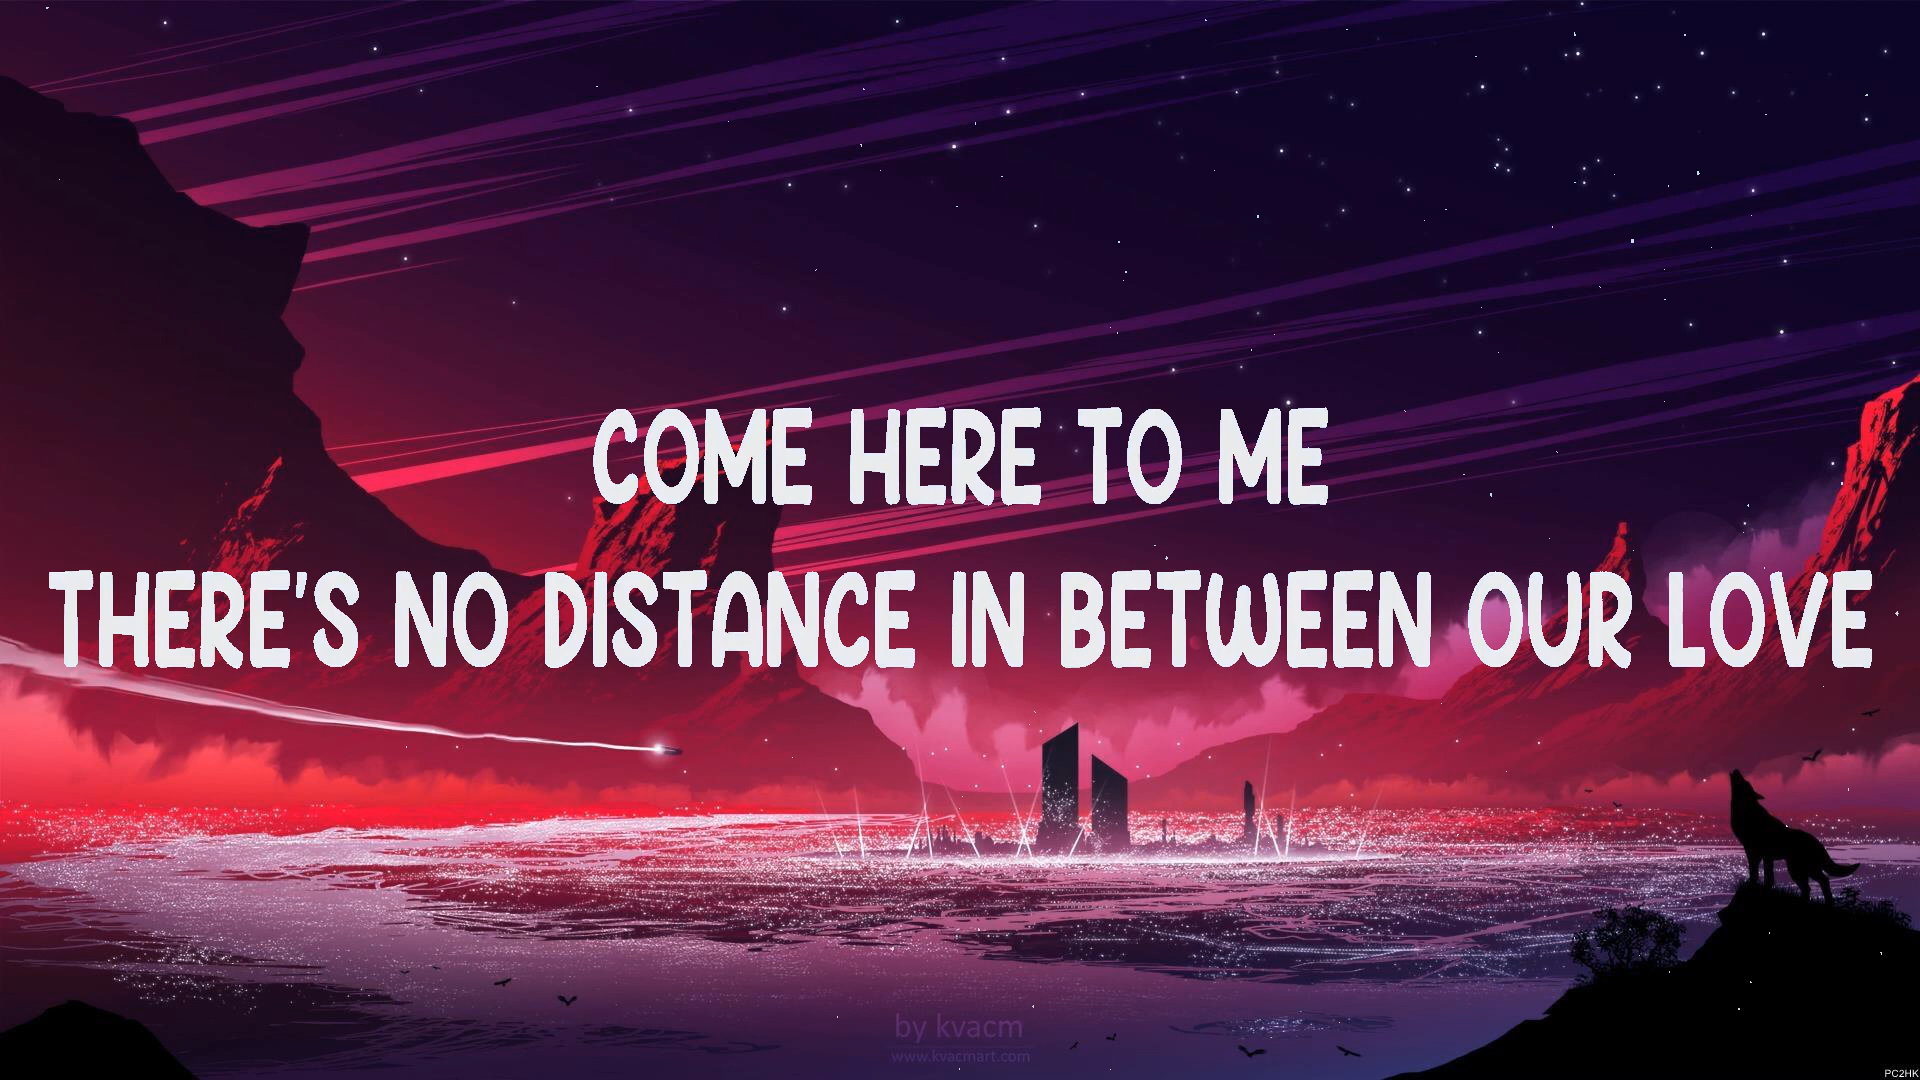 COME HERE TO ME
THERE'S NO DISTANCE IN BETWEEN OUR LOVE
by kvacm
www.kvacmart.com
PC2HK